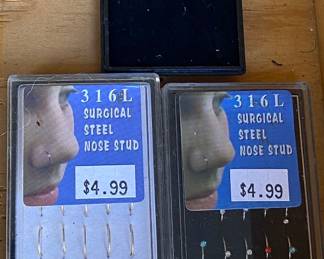 316L
SURGICAL
STEEL
NOSE STUD
$4.99
316L
SURGICAL
STEEL
NOSE STUD
$4.99